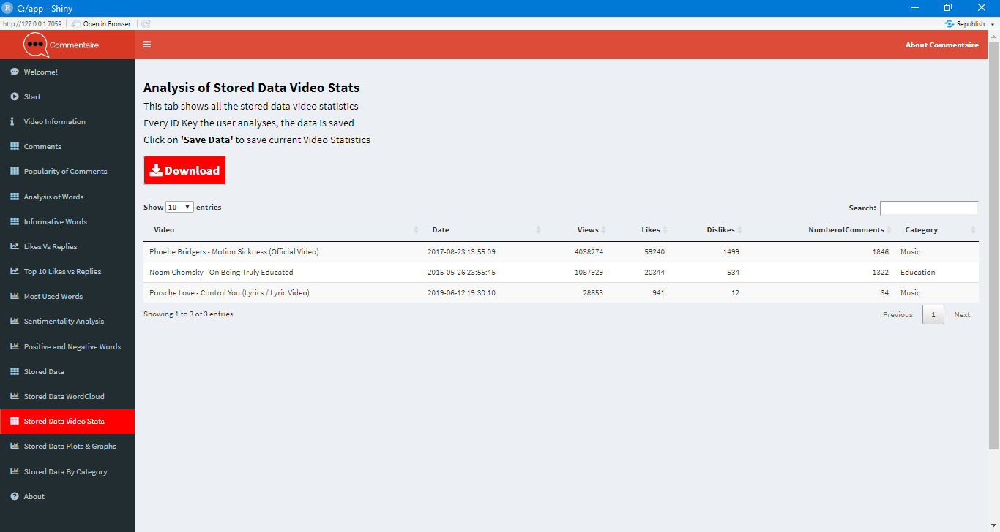 C:/app - Shiny
http://127.0.0.1:7059 Open in Browser Republish
Commentaire
About Commentaire
Welcome!
Start
Video Information
Comments
Popularity of Comments
Analysis of Words
Informative Words
Likes Vs Replies
Top 10 Likes vs Replies
Most Used Words
Sentimentality Analysis
Positive and Negative Words
Stored Data
Stored Data WordCloud
Stored Data Video Stats
Stored Data Plots & Graphs
Stored Data By Category
About
Analysis of Stored Data Video Stats
This tab shows all the stored data video statistics
Every ID Key the user analyses, the data is saved
Click on 'Save Data' to save current Video Statistics
Download
Show 10 entries Search:
Video Date Views Likes Dislikes NumberofComments Category
Phoebe Bridgers - Motion Sickness (Official Video) 2017-08-23 13:55:09 4038274 59240 1499 1846 Music
Noam Chomsky - On Being Truly Educated 2015-05-26 23:55:45 1087929 20344 534 1322 Education
Porsche Love - Control You (Lyrics / Lyric Video) 2019-06-12 19:30:10 28653 941 12 34 Music
Showing 1 to 3 of 3 entries Previous 1 Next